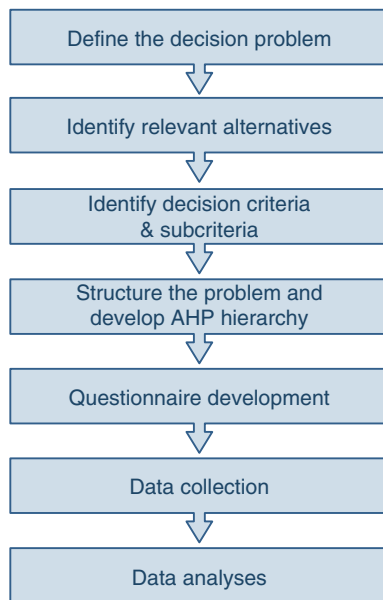 Define the decision problem
Identify relevant alternatives
Identify decision criteria
& subcriteria
Structure the problem and
develop AHP hierarchy
Questionnaire development
Data collection
Data analyses